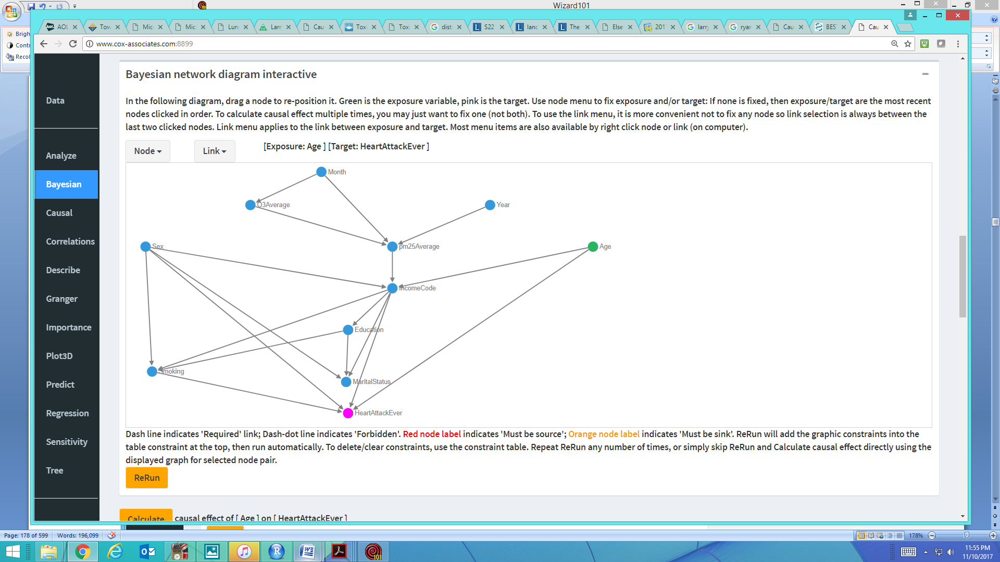 Wizard101
Brigh
Contr
Recol
AOL
Tow
Mic
Mic
Lun
Larr
Cau
Toxi
Toxi
dist
S22
lanc
The
Else
201
larry
ryar
Cau
BES
Cau
www.cox-associates.com:8899
Data
Analyze
Bayesian
Causal
Correlations
Describe
Granger
Importance
Plot3D
Predict
Regression
Sensitivity
Tree
Bayesian network diagram interactive
In the following diagram, drag a node to re-position it. Green is the exposure variable, pink is the target. Use node menu to fix exposure and/or target: If none is fixed, then exposure/target are the most recent
nodes clicked in order. To calculate causal effect multiple times, you may just want to fix one (not both). To use the link menu, it is more convenient not to fix any node so link selection is always between the
last two clicked nodes. Link menu applies to the link between exposure and target. Most menu items are also available by right click node or link (on computer).
Node
Link
[Exposure: Age ] [Target: HeartAttackEver ]
Month
O3Average
Year
Sex
pm25Average
Age
IncomeCode
Education
Smoking
MaritalStatus
HeartAttackEver
Dash line indicates 'Required' link; Dash-dot line indicates 'Forbidden'. Red node label indicates 'Must be source'; Orange node label indicates 'Must be sink'. ReRun will add the graphic constraints into the
table constraint at the top, then run automatically. To delete/clear constraints, use the constraint table. Repeat ReRun any number of times, or simply skip ReRun and Calculate causal effect directly using the
displayed graph for selected node pair.
ReRun
Calculate causal effect of [ Age ] on [ HeartAttackEver ]
Page: 178 of 599 Words: 196,099
178%
101
11:55 PM
11/10/2017